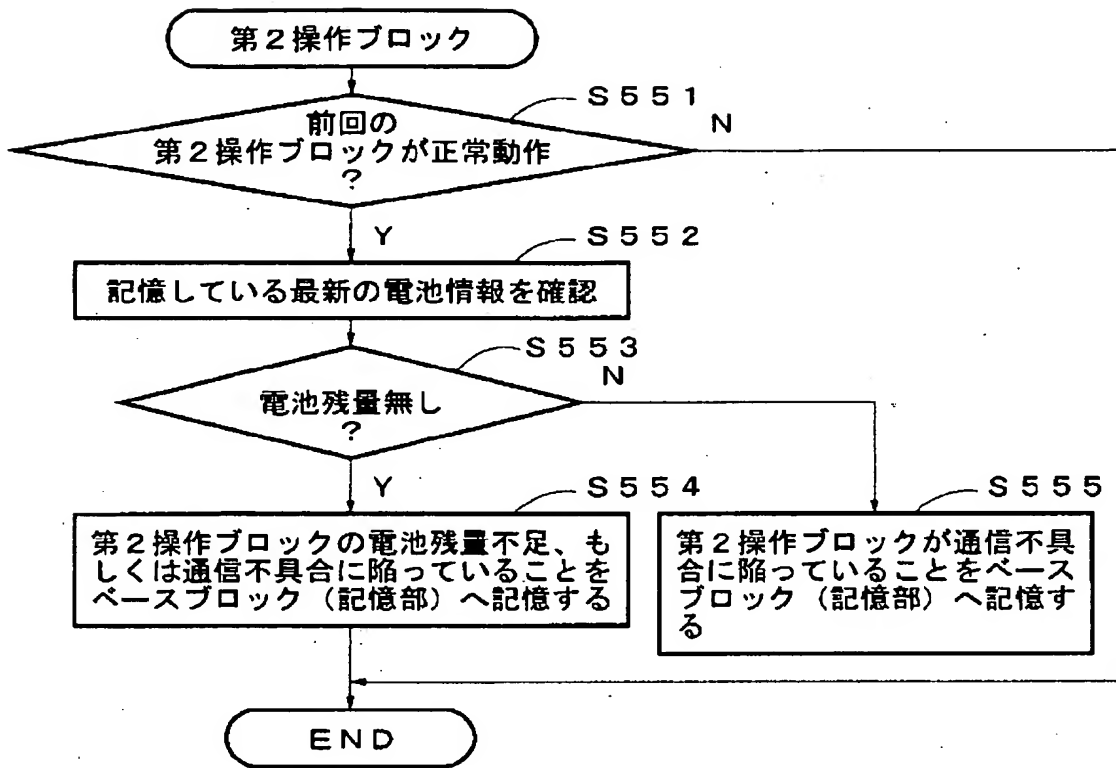 第2操作ブロック
S551
前回の
第2操作ブロックが正常動作
?
N
Y
S552
記憶している最新の電池情報を確認
S553
電池残量無し
?
N
Y
S554
第2操作ブロックの電池残量不足、も
しくは通信不具合に陥っていることを
ベースブロック(記憶部)へ記憶する
S555
第2操作ブロックが通信不具
合に陥っていることをベース
ブロック(記憶部)へ記憶す
る
END